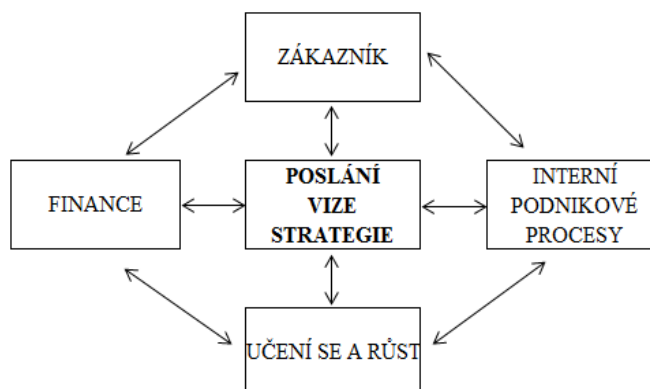 ZÁKAZNÍK
FINANCE
POSLÁNÍ
VIZE
STRATEGIE
INTERNÍ
PODNIKOVÉ
PROCESY
UČENÍ SE A RŮST